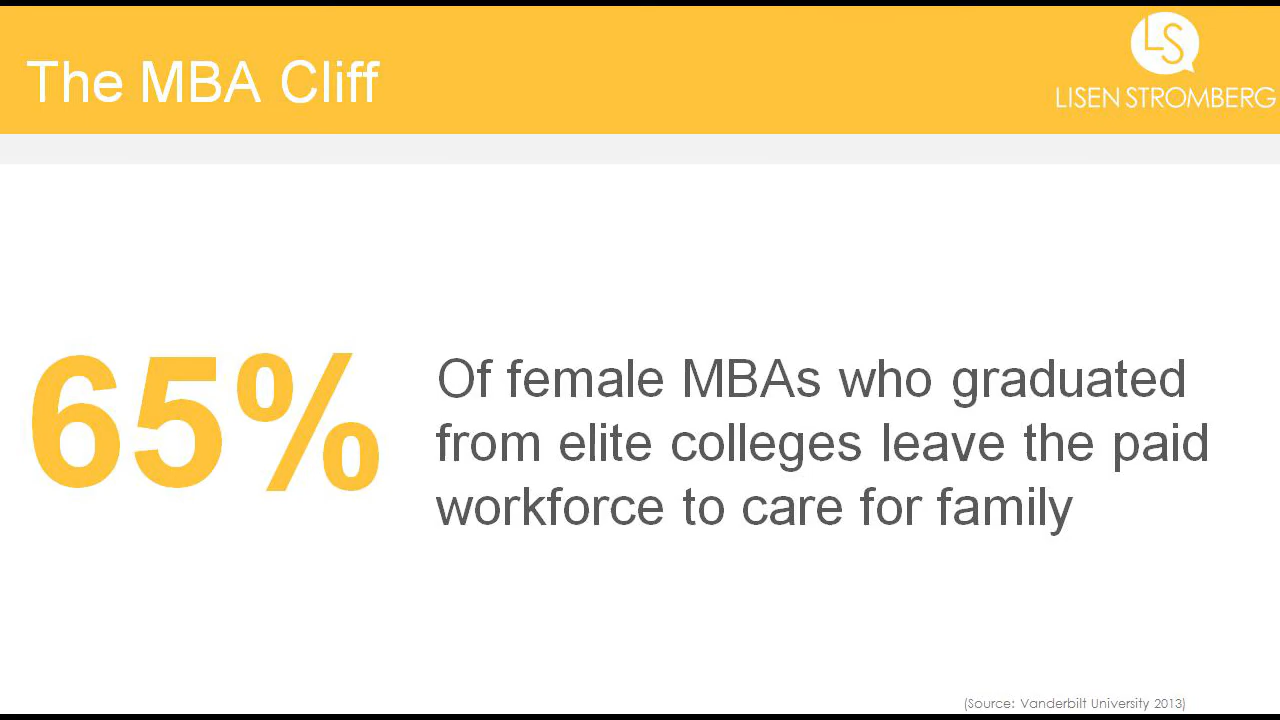 The MBA Cliff
LS
LISEN STROMBERG
65%
Of female MBAs who graduated
from elite colleges leave the paid
workforce to care for family
(Source: Vanderbilt University 2013)